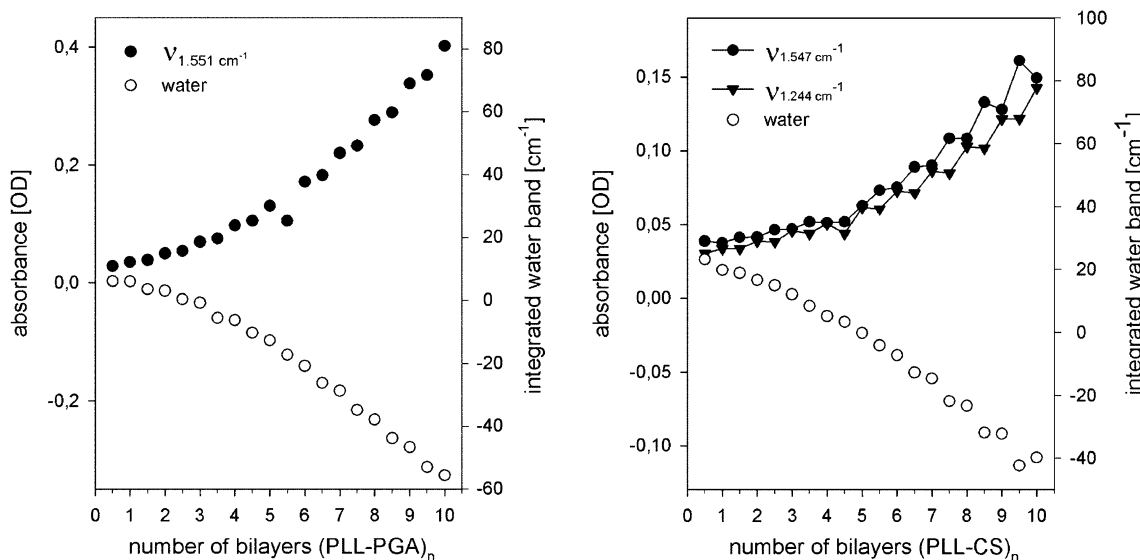 0,4
0,2
0,0
-0,2
absorbance [OD]
ν1.551 cm⁻¹
water
80
60
40
20
0
-20
-40
-60
integrated water band [cm⁻¹]
0 1 2 3 4 5 6 7 8 9 10
number of bilayers (PLL-PGA)n
0,15
0,10
0,05
0,00
-0,05
-0,10
absorbance [OD]
ν1.547 cm⁻¹
ν1.244 cm⁻¹
water
100
80
60
40
20
0
-20
-40
integrated water band [cm⁻¹]
0 1 2 3 4 5 6 7 8 9 10
number of bilayers (PLL-CS)n